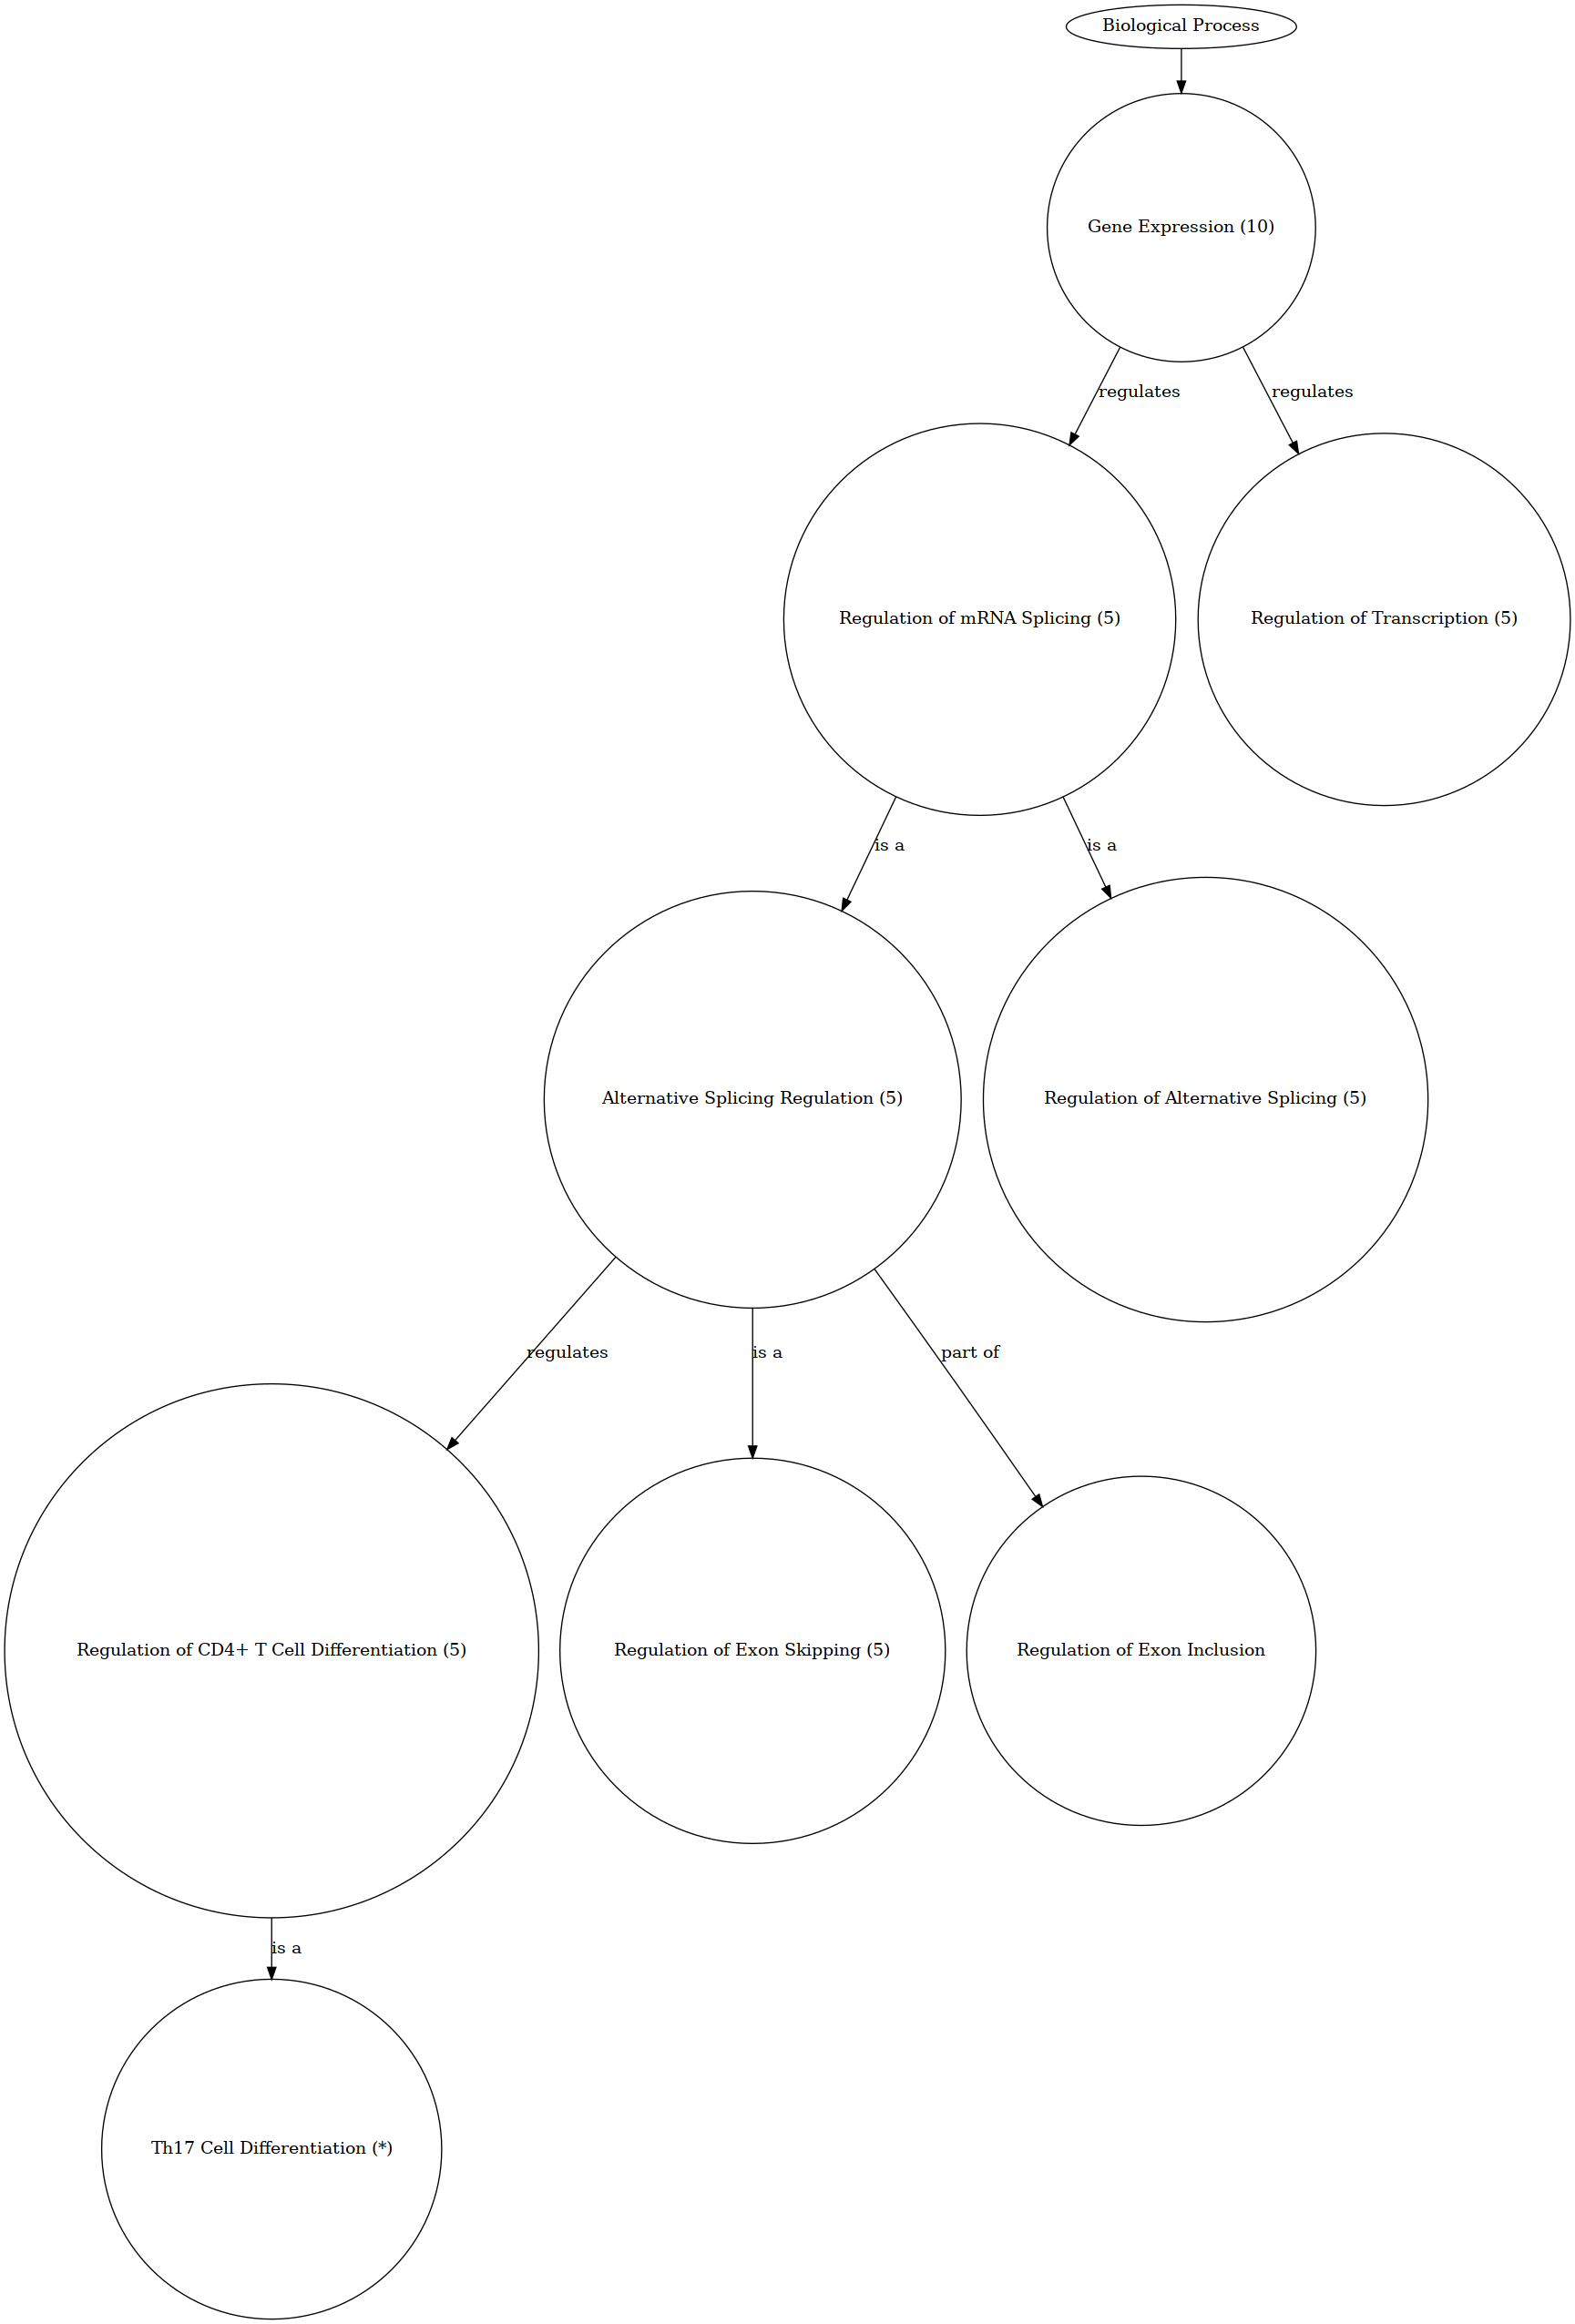 Biological Process
Gene Expression (10)
regulates
regulates
Regulation of mRNA Splicing (5)
Regulation of Transcription (5)
is a
is a
Alternative Splicing Regulation (5)
Regulation of Alternative Splicing (5)
regulates
is a
part of
Regulation of CD4+ T Cell Differentiation (5)
Regulation of Exon Skipping (5)
Regulation of Exon Inclusion
is a
Th17 Cell Differentiation (*)